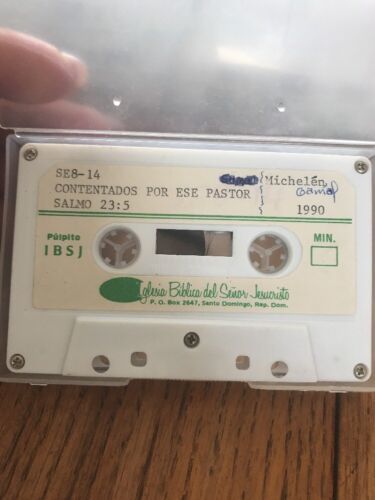 SE8-14
CONTENTADOS POR ESE PASTOR
SALMO 23:5
Michelén,
1990
Púlpito
IBSJ
MIN.
Iglesia Bíblica del Señor Jesucristo
P. O. Box 2647, Santo Domingo, Rep. Dom.